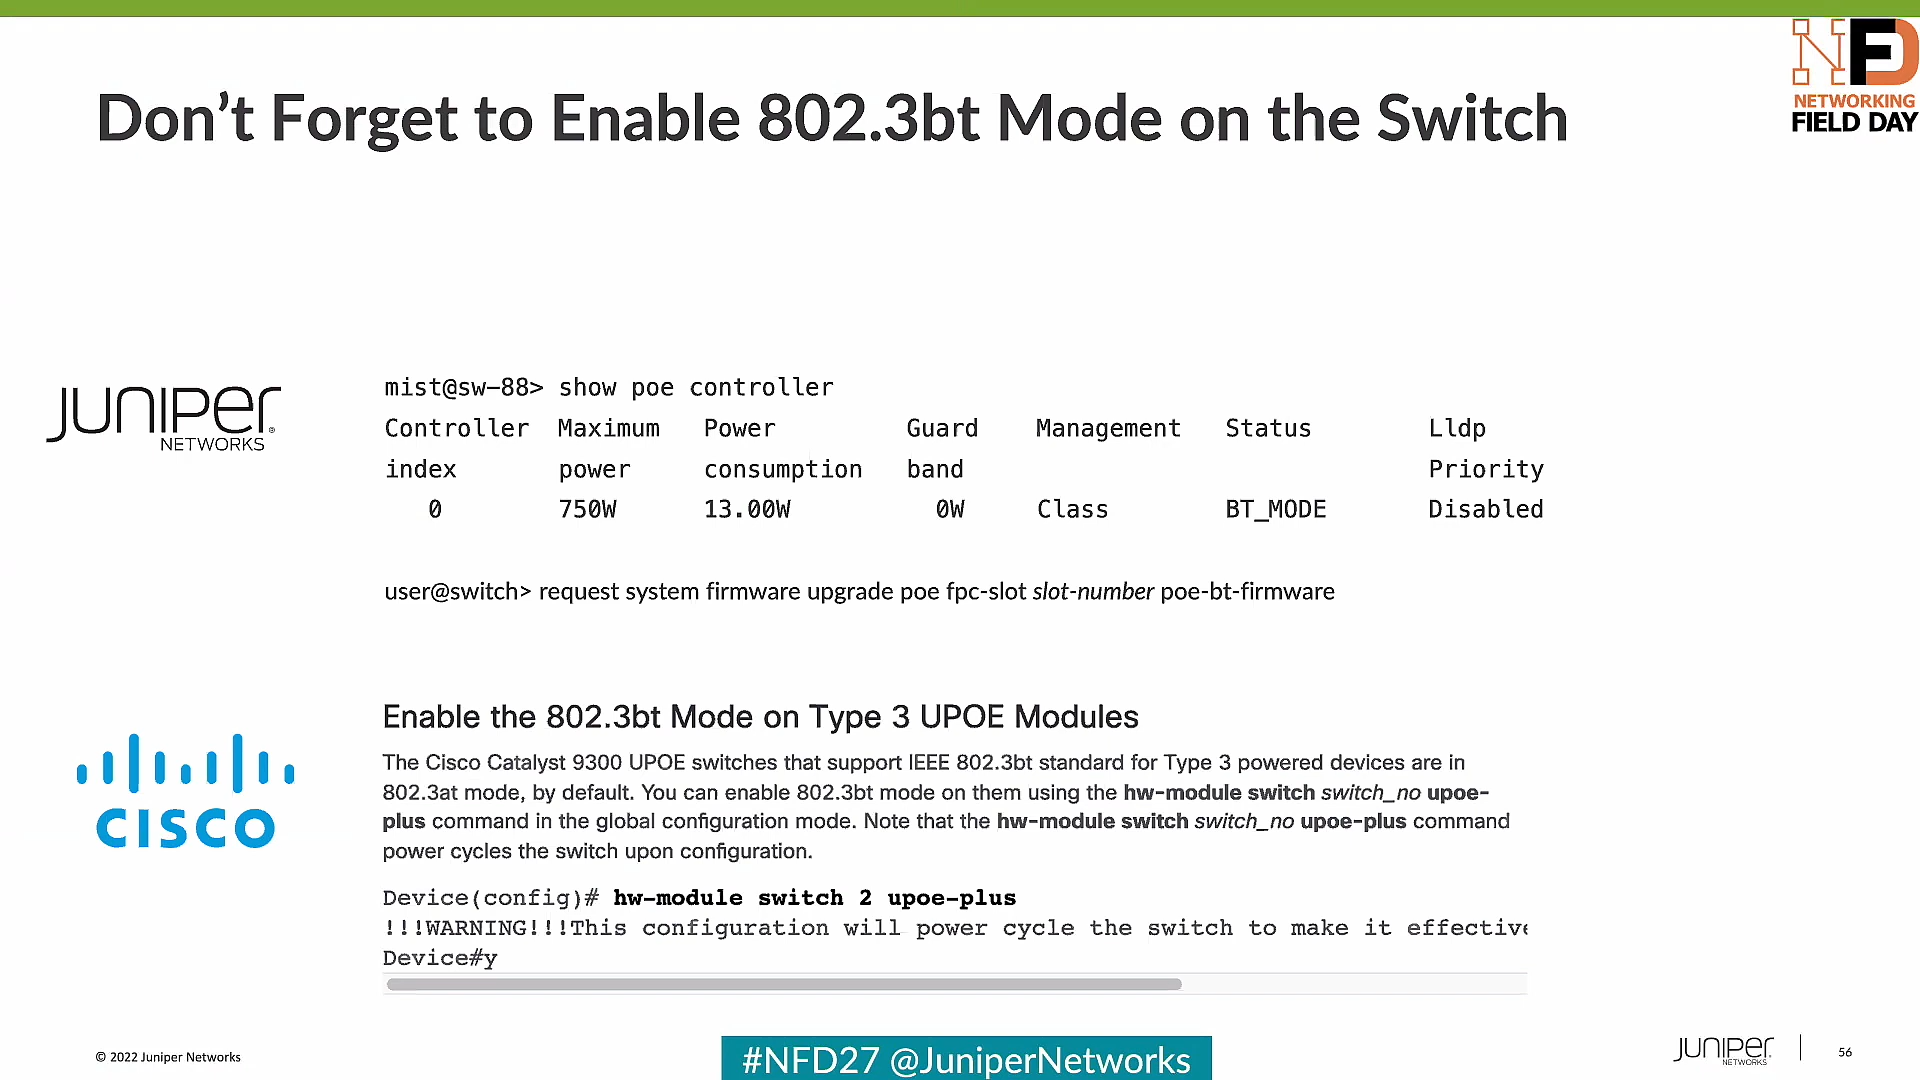 NFD
NETWORKING
FIELD DAY
Don’t Forget to Enable 802.3bt Mode on the Switch
JUNIPEr
NETWORKS
mist@sw-88> show poe controller
Controller Maximum Power Guard Management Status Lldp
index power consumption band Priority
0 750W 13.00W 0W Class BT_MODE Disabled
user@switch> request system firmware upgrade poe fpc-slot slot-number poe-bt-firmware
CISCO
Enable the 802.3bt Mode on Type 3 UPOE Modules
The Cisco Catalyst 9300 UPOE switches that support IEEE 802.3bt standard for Type 3 powered devices are in
802.3at mode, by default. You can enable 802.3bt mode on them using the hw-module switch switch_no upoe-
plus command in the global configuration mode. Note that the hw-module switch switch_no upoe-plus command
power cycles the switch upon configuration.
Device(config)# hw-module switch 2 upoe-plus
!!!WARNING!!!This configuration will power cycle the switch to make it effective
Device#y
© 2022 Juniper Networks
#NFD27 @JuniperNetworks
JUNIPEr
NETWORKS
56